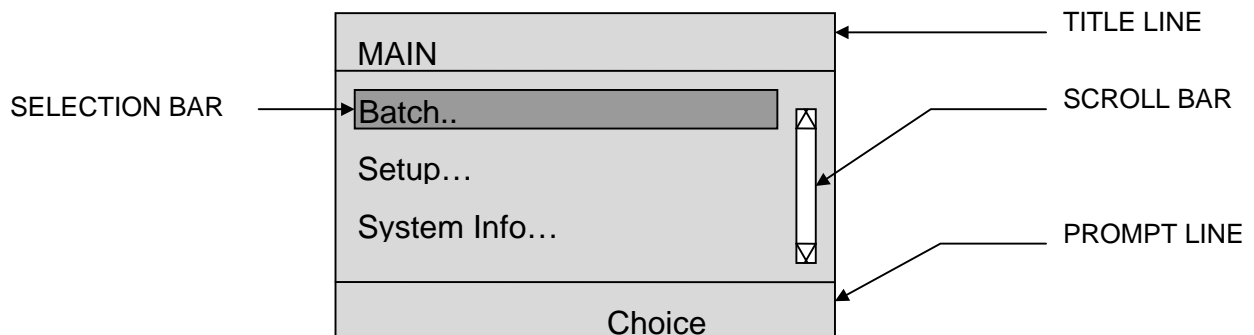 TITLE LINE
MAIN
SELECTION BAR
Batch..
SCROLL BAR
Setup…
System Info…
PROMPT LINE
Choice